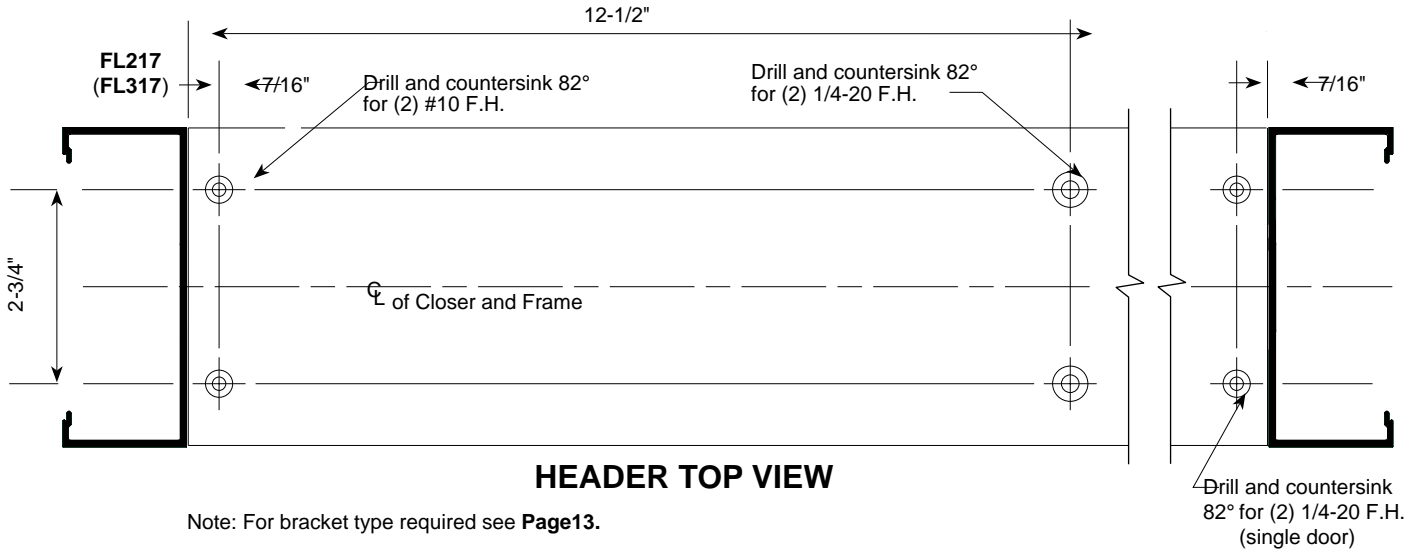 12-1/2"
FL217
(FL317)
7/16"
Drill and countersink 82°
for (2) #10 F.H.
Drill and countersink 82°
for (2) 1/4-20 F.H.
7/16"
2-3/4"
℄ of Closer and Frame
HEADER TOP VIEW
Note: For bracket type required see Page13.
Drill and countersink
82° for (2) 1/4-20 F.H.
(single door)